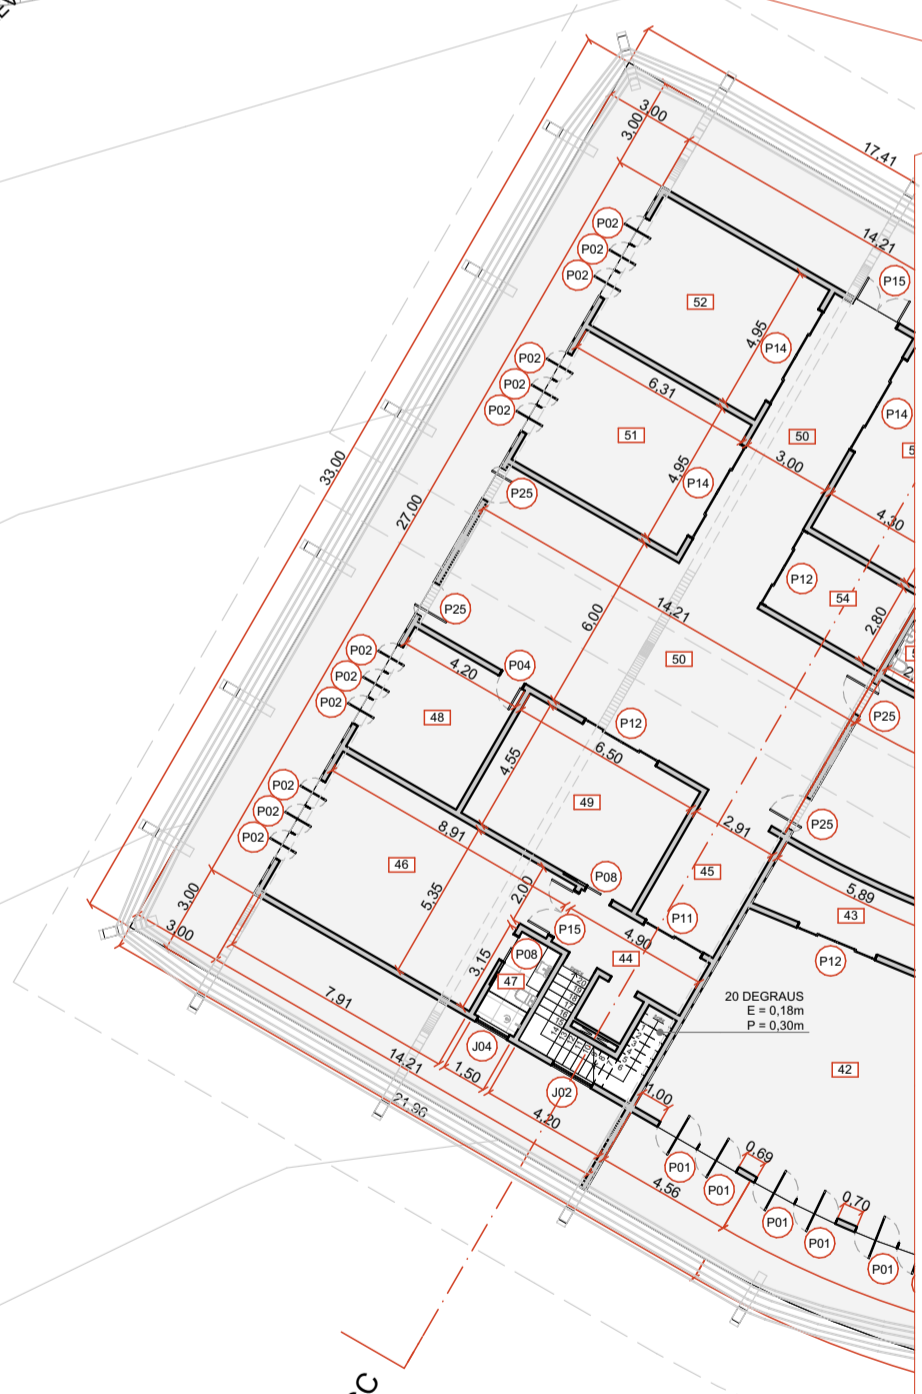 3,00
3,00
17,41
14,21
P15
P02
P02
P02
52
4,95
P14
P02
P02
P02
6,31
P14
51
50
4,95
3,00
P14
33,00
27,00
P25
4,30
P12
54
2,80
P25
6,00
14,21
50
P02
P02
P02
4,20
P04
P25
48
P12
6,50
4,55
49
P02
P02
P02
8,91
2,91
P25
46
P08
45
5,89
43
5,35
2,00
P11
3,00
3,00
P15
4,90
P12
P08
44
3,15
47
20 DEGRAUS
E = 0,18m
P = 0,30m
7,91
J04
42
14,21
1,50
J02
1,00
21,96
4,20
0,69
P01
4,56
P01
0,70
P01
P01
P01